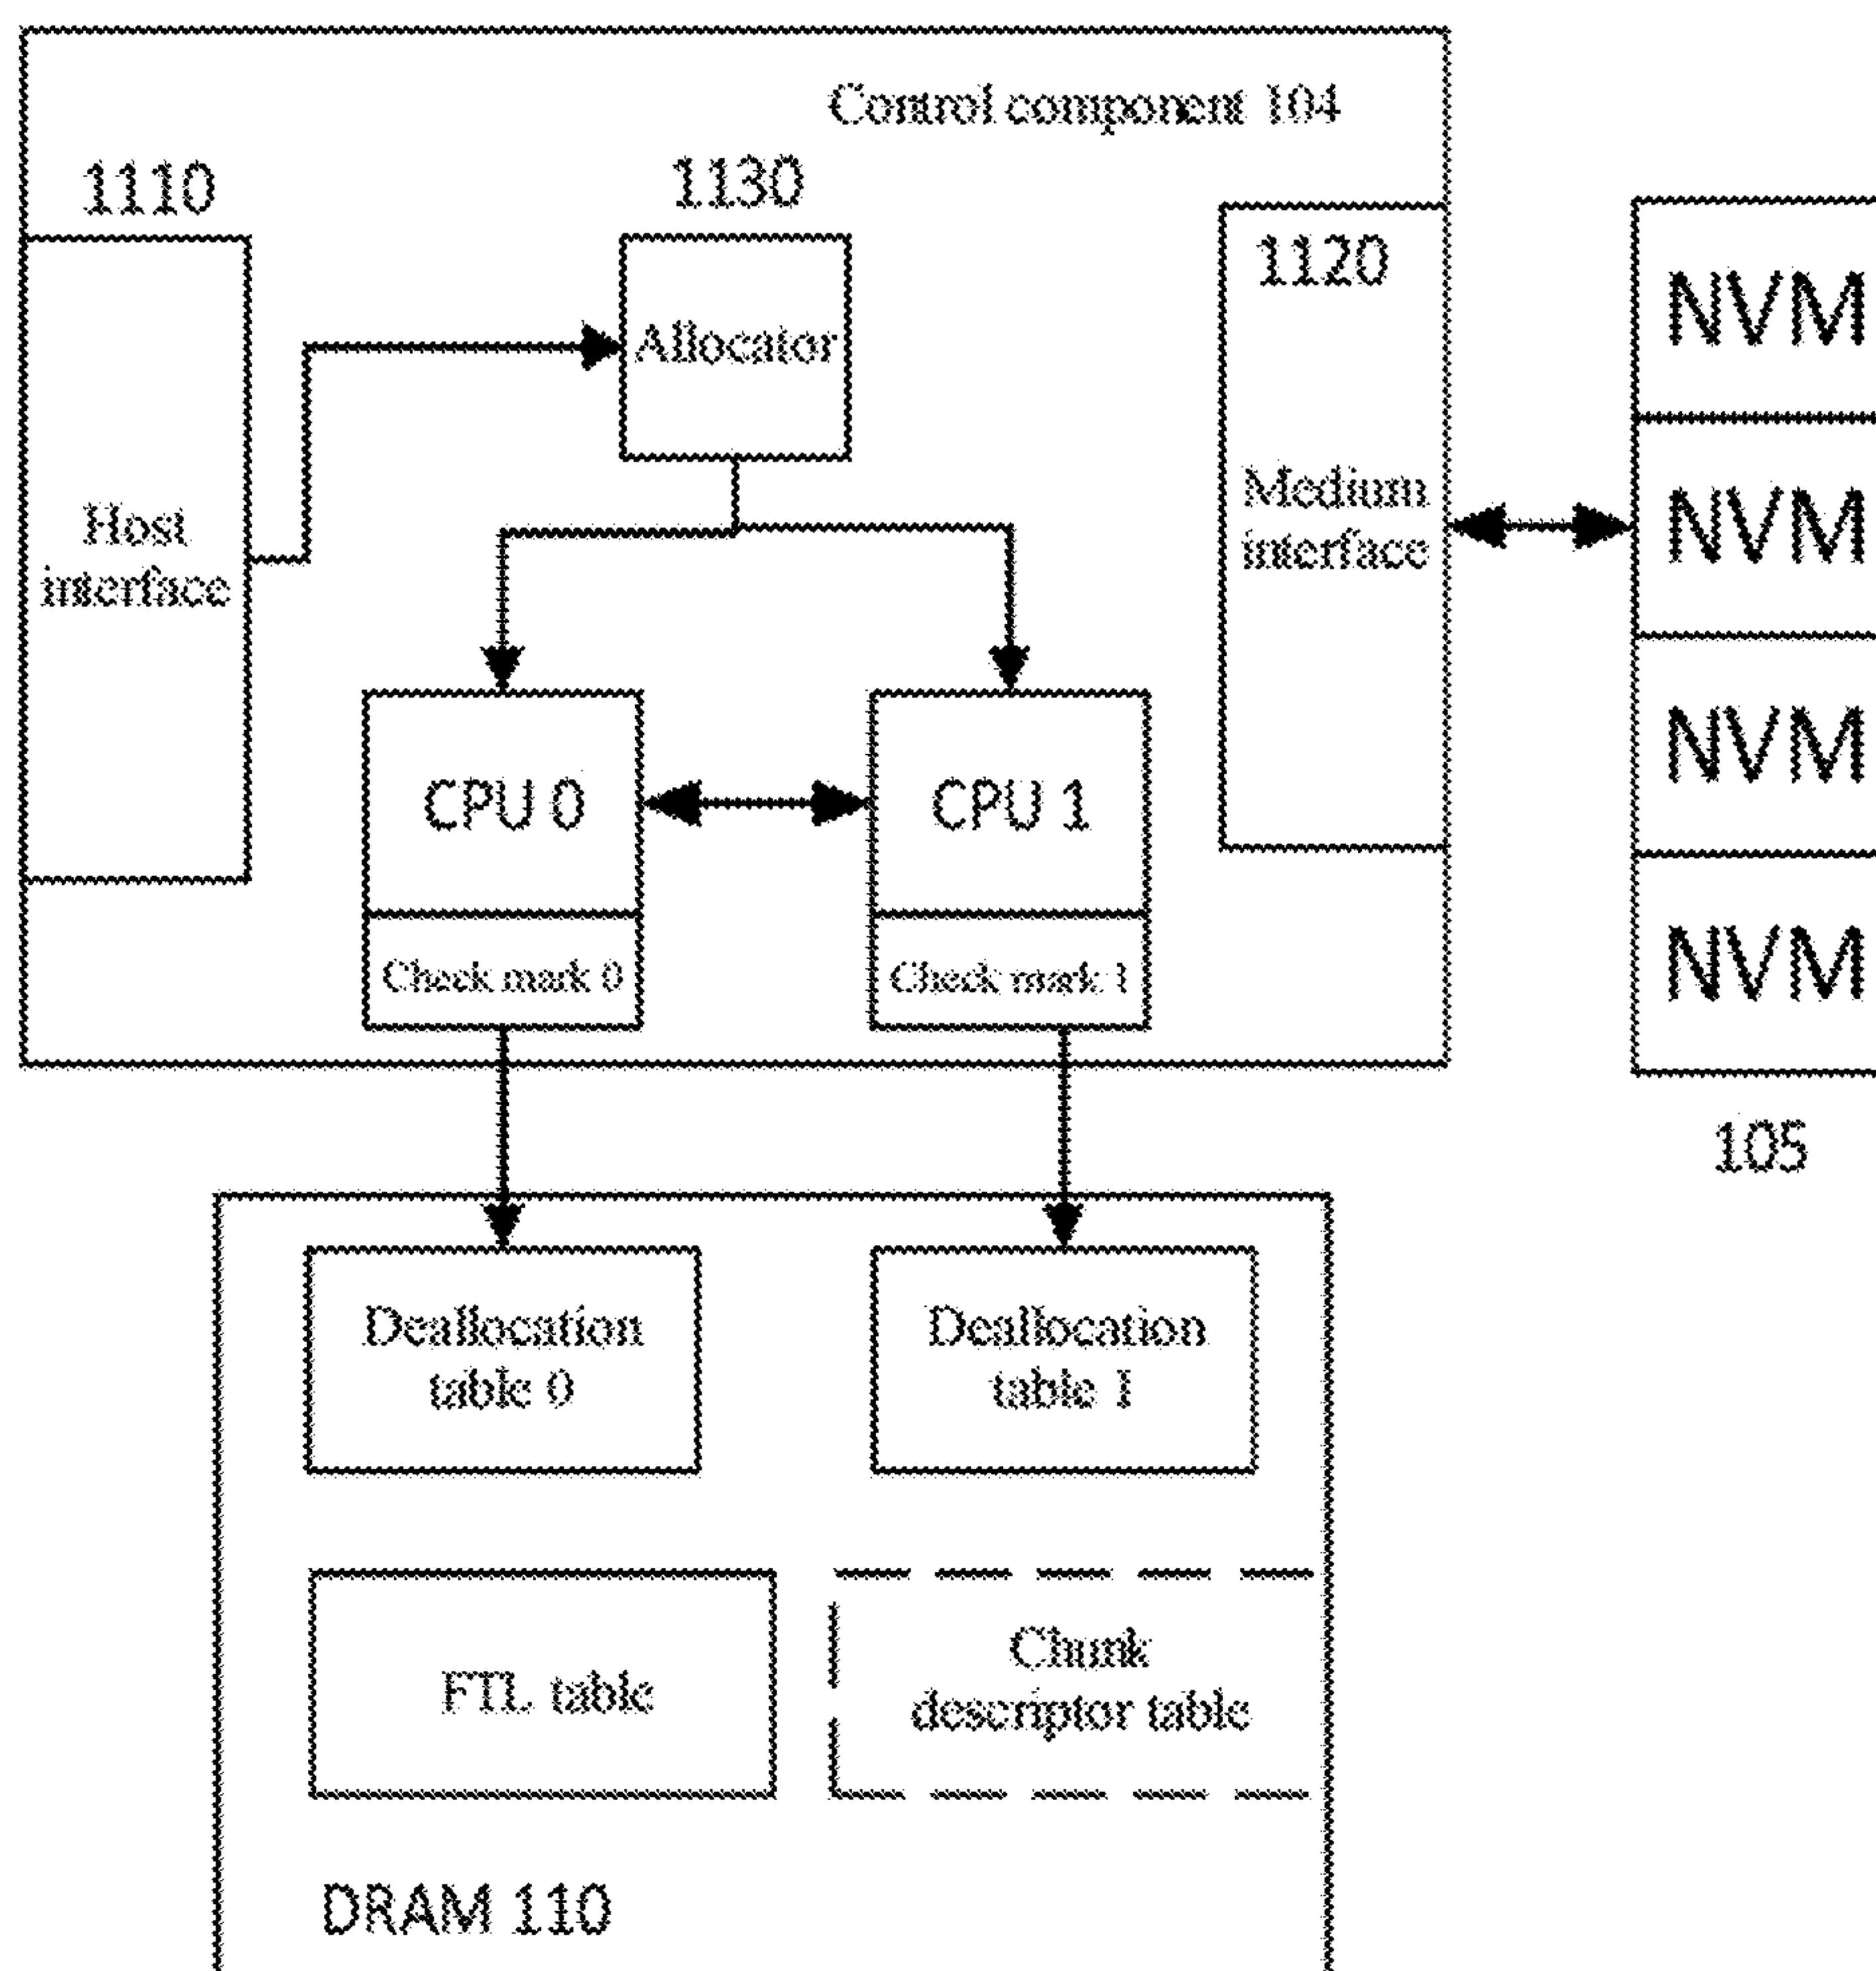 Control component 104
1110
1130
1120
Allocator
Host
interface
Medium
interface
NVM
NVM
NVM
NVM
105
CPU 0
CPU 1
Check mark 0
Check mark 1
Deallocation
table 0
Deallocation
table 1
FTL table
Chunk
descriptor table
DRAM 110